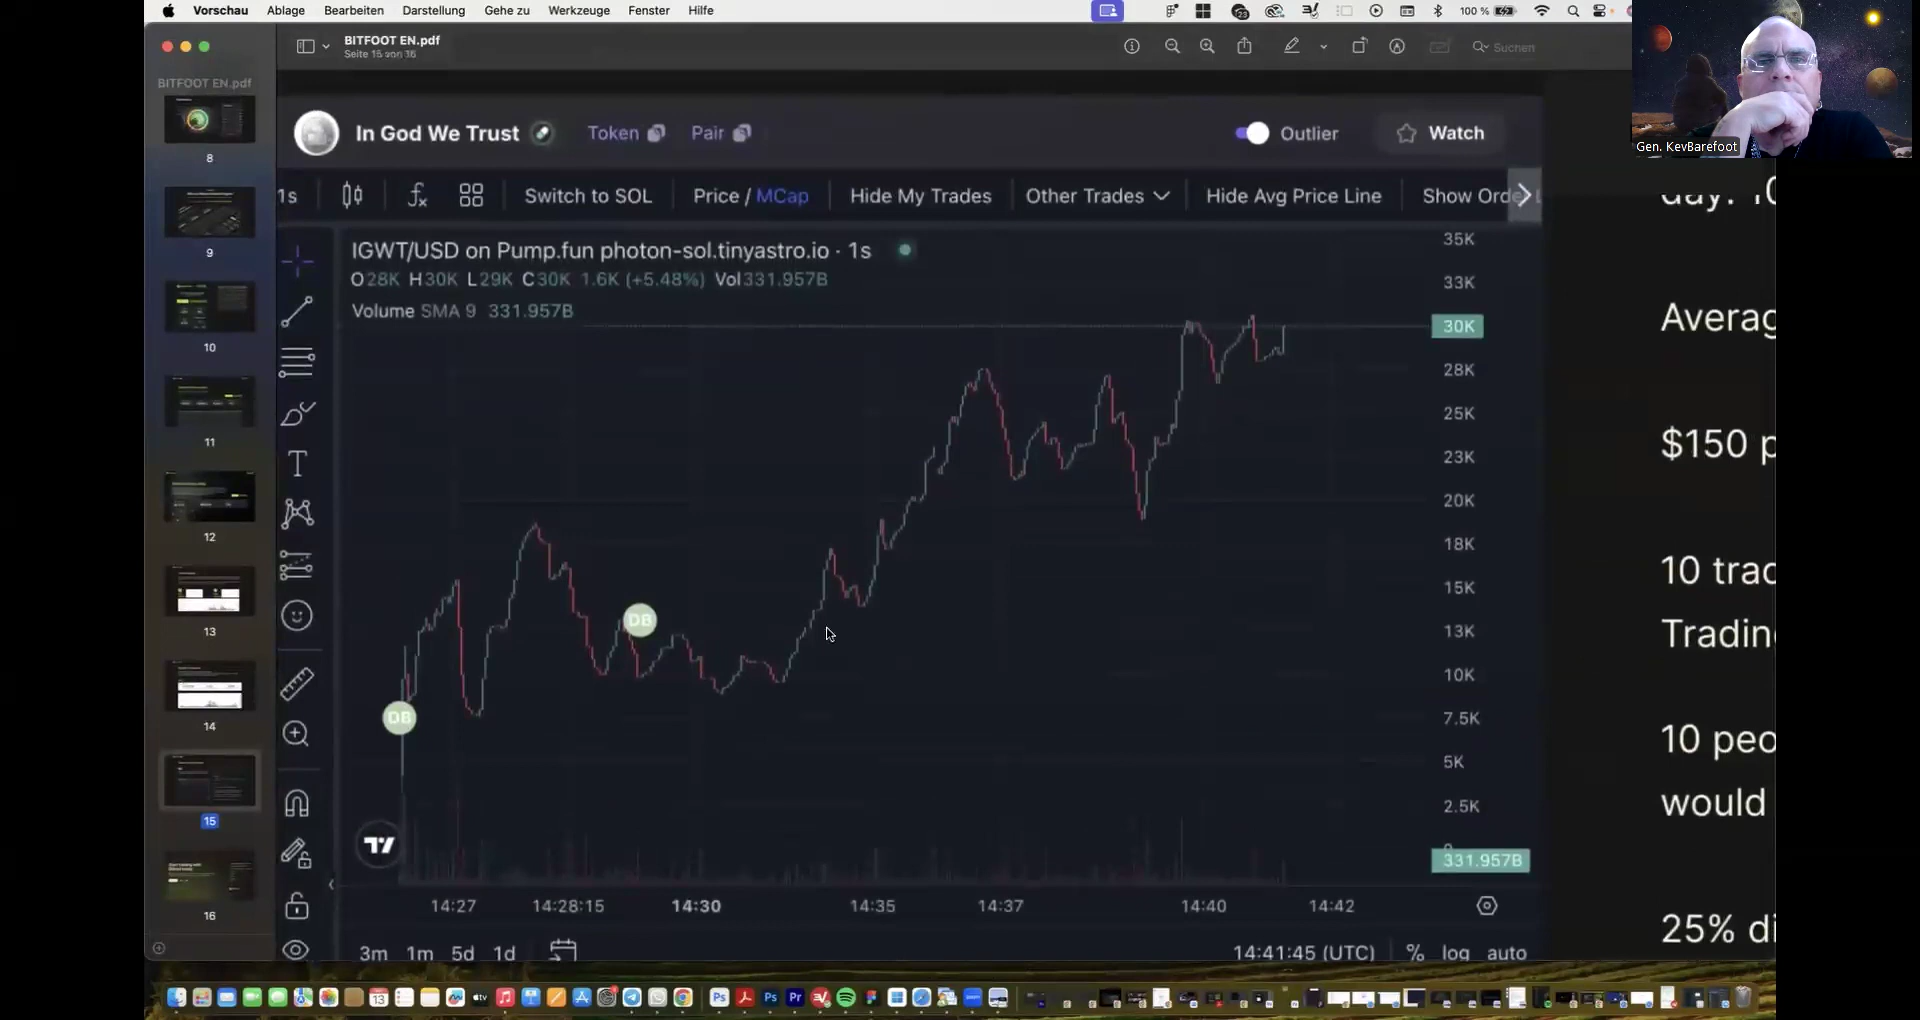 Vorschau Ablage Bearbeiten Darstellung Gehe zu Werkzeuge Fenster Hilfe 100 %
BITFOOT EN.pdf
Seite 15 von 16
Suchen
BITFOOT EN.pdf
8
9
10
11
12
13
14
15
16
In God We Trust Token Pair Outlier Watch
1s Switch to SOL Price / MCap Hide My Trades Other Trades Hide Avg Price Line Show
IGWT/USD on Pump.fun photon-sol.tinyastro.io · 1s
O28K H30K L29K C30K 1.6K (+5.48%) Vol331.957B
Volume SMA 9 331.957B
35K
33K
30K
28K
25K
23K
20K
18K
15K
13K
10K
7.5K
5K
2.5K
331.957B
DB
DB
14:27 14:28:15 14:30 14:35 14:37 14:40 14:42
3m 1m 5d 1d 14:41:45 (UTC) % log auto
Gen. KevBarefoot
day. 10
Averag
$150 p
10 trad
Trading
10 peo
would
25% di